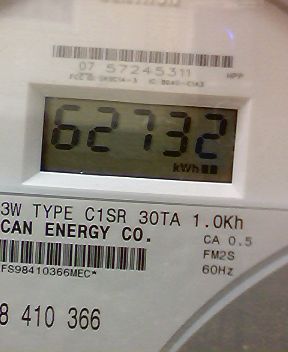 07 57245311
HPP
62732
kWh
3W TYPE C1SR 30TA 1.0Kh
CAN ENERGY CO.
CA 0.5
FM2S
60Hz
FS98410366MEC*
8 410 366